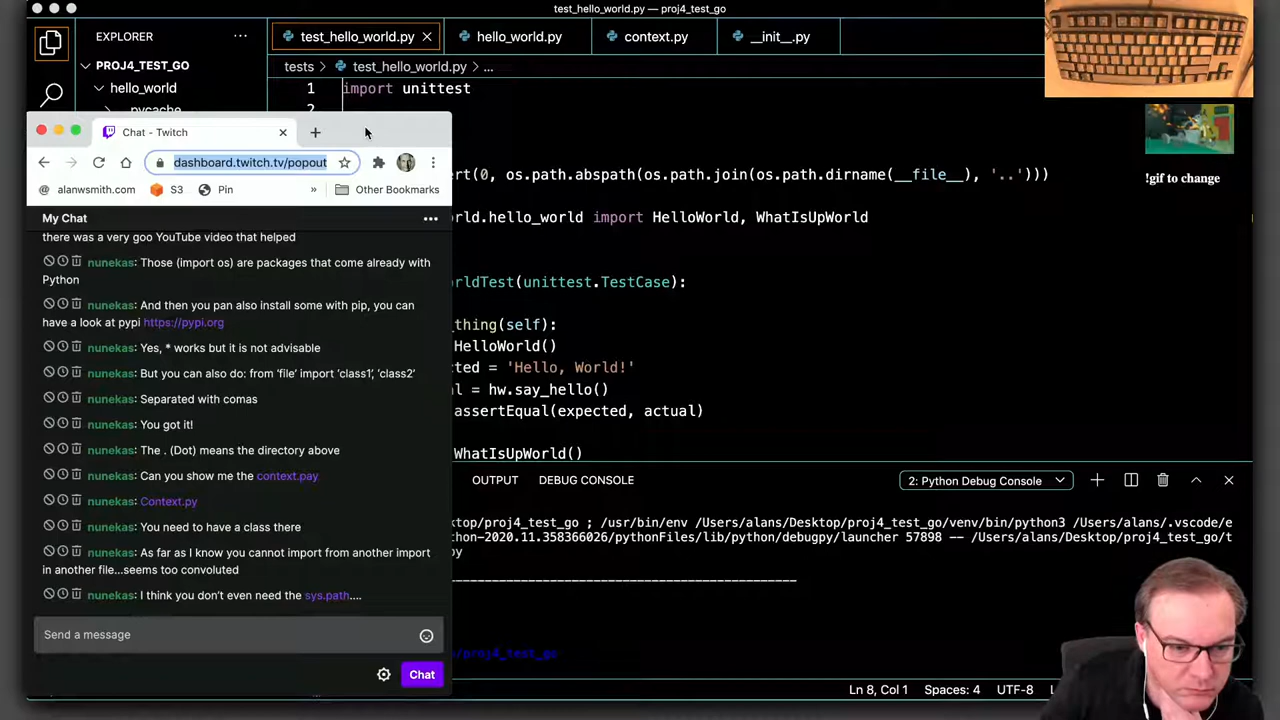 test_hello_world.py — proj4_test_go
EXPLORER
test_hello_world.py
hello_world.py
context.py
__init__.py
PROJ4_TEST_GO
tests
test_hello_world.py
...
hello_world
1 import unittest
2
pycache
Chat - Twitch
dashboard.twitch.tv/popout
!gif to change
alanwsmith.com
S3
Pin
»
Other Bookmarks
ert(0, os.path.abspath(os.path.join(os.path.dirname(__file__), '..')))
My Chat
orld.hello_world import HelloWorld, WhatIsUpWorld
there was a very goo YouTube video that helped
nunekas: Those (import os) are packages that come already with
Python
nunekas: And then you pan also install some with pip, you can
have a look at pypi https://pypi.org
nunekas: Yes, * works but it is not advisable
nunekas: But you can also do: from ‘file’ import ‘class1’, ‘class2’
nunekas: Separated with comas
nunekas: You got it!
nunekas: The . (Dot) means the directory above
nunekas: Can you show me the context.pay
nunekas: Context.py
nunekas: You need to have a class there
nunekas: As far as I know you cannot import from another import
in another file...seems too convoluted
nunekas: I think you don’t even need the sys.path....
Send a message
Chat
orldTest(unittest.TestCase):
_thing(self):
HelloWorld()
cted = 'Hello, World!'
l = hw.say_hello()
assertEqual(expected, actual)
WhatIsUpWorld()
OUTPUT
DEBUG CONSOLE
2: Python Debug Console
ktop/proj4_test_go ; /usr/bin/env /Users/alans/Desktop/proj4_test_go/venv/bin/python3 /Users/alans/.vscode/e
-python-2020.11.358366026/pythonFiles/lib/python/debugpy/launcher 57898 -- /Users/alans/Desktop/proj4_test_go/t
py
/proj4_test_go
Ln 8, Col 1
Spaces: 4
UTF-8